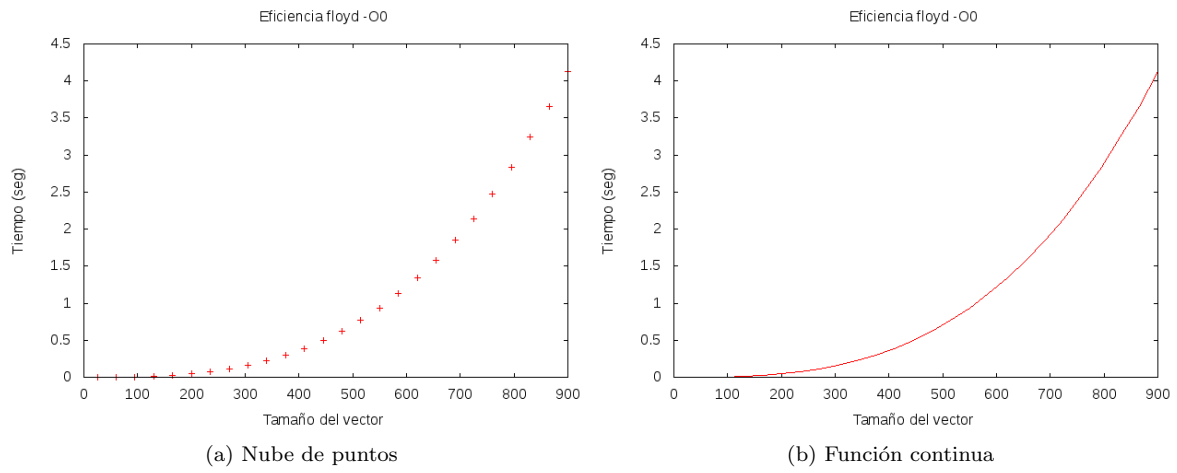 Eficiencia floyd -O0
4.5
4
3.5
3
2.5
2
1.5
1
0.5
0
0 100 200 300 400 500 600 700 800 900
Tiempo (seg)
Tamaño del vector
(a) Nube de puntos
Eficiencia floyd -O0
4.5
4
3.5
3
2.5
2
1.5
1
0.5
0
0 100 200 300 400 500 600 700 800 900
Tiempo (seg)
Tamaño del vector
(b) Función continua